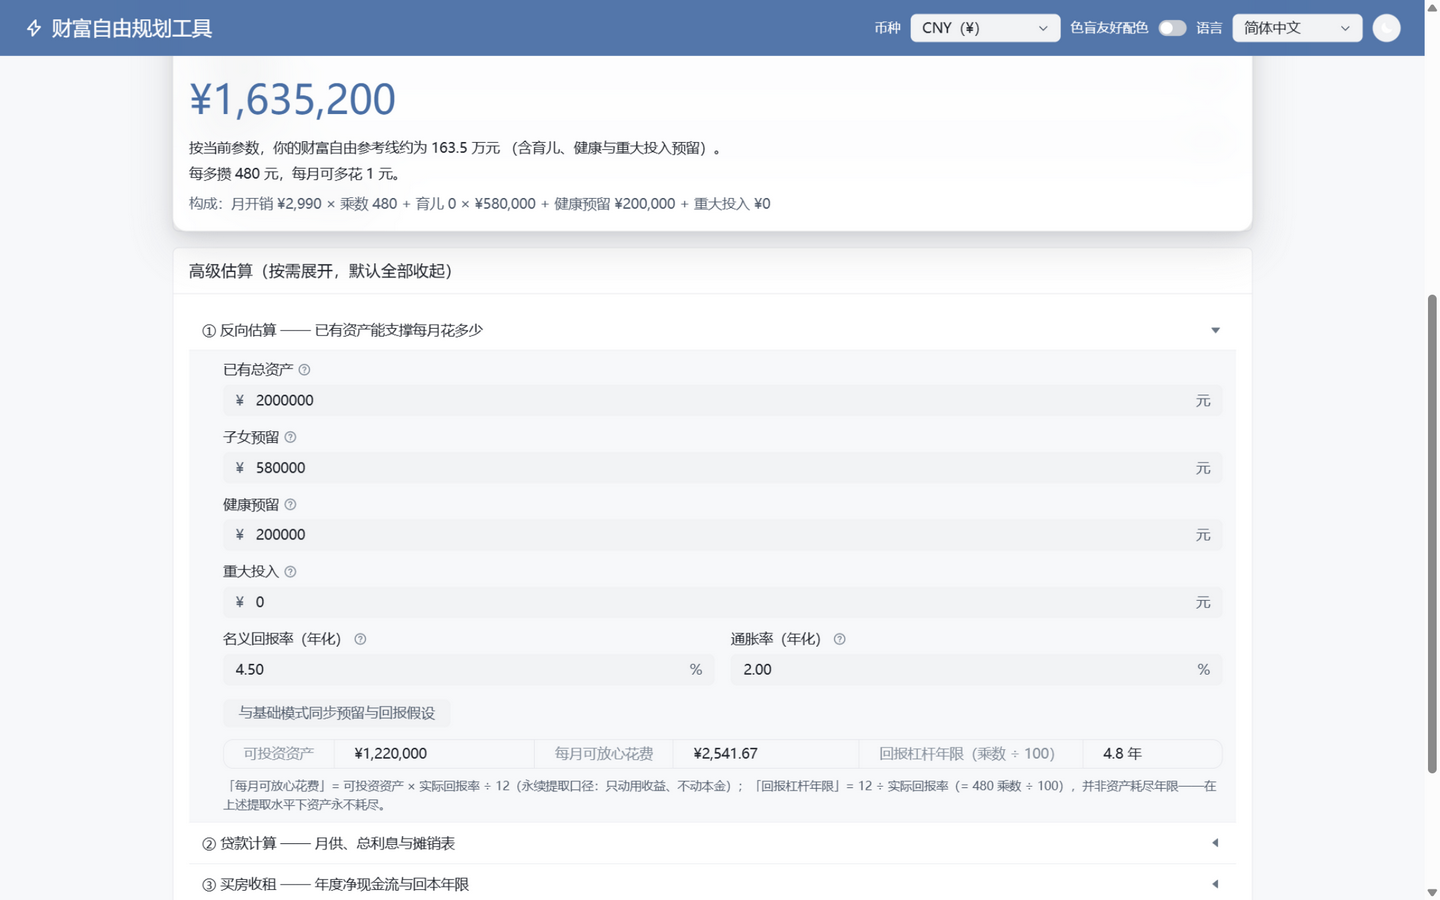 财富自由规划工具
币种 CNY（¥） 色盲友好配色 语言 简体中文
¥1,635,200
按当前参数，你的财富自由参考线约为 163.5 万元 （含育儿、健康与重大投入预留）。
每多攒 480 元，每月可多花 1 元。
构成：月开销 ¥2,990 × 乘数 480 + 育儿 0 × ¥580,000 + 健康预留 ¥200,000 + 重大投入 ¥0
高级估算（按需展开，默认全部收起）
① 反向估算 —— 已有资产能支撑每月花多少
已有总资产 ?
¥ 2000000 元
子女预留 ?
¥ 580000 元
健康预留 ?
¥ 200000 元
重大投入 ?
¥ 0 元
名义回报率（年化） ? 通胀率（年化） ?
4.50 % 2.00 %
与基础模式同步预留与回报假设
可投资资产 ¥1,220,000 每月可放心花费 ¥2,541.67 回报杠杆年限（乘数 ÷ 100） 4.8 年
「每月可放心花费」= 可投资资产 × 实际回报率 ÷ 12（永续提取口径：只动用收益、不动本金）；「回报杠杆年限」= 12 ÷ 实际回报率（= 480 乘数 ÷ 100），并非资产耗尽年限——在
上述提取水平下资产永不耗尽。
② 贷款计算 —— 月供、总利息与摊销表
③ 买房收租 —— 年度净现金流与回本年限